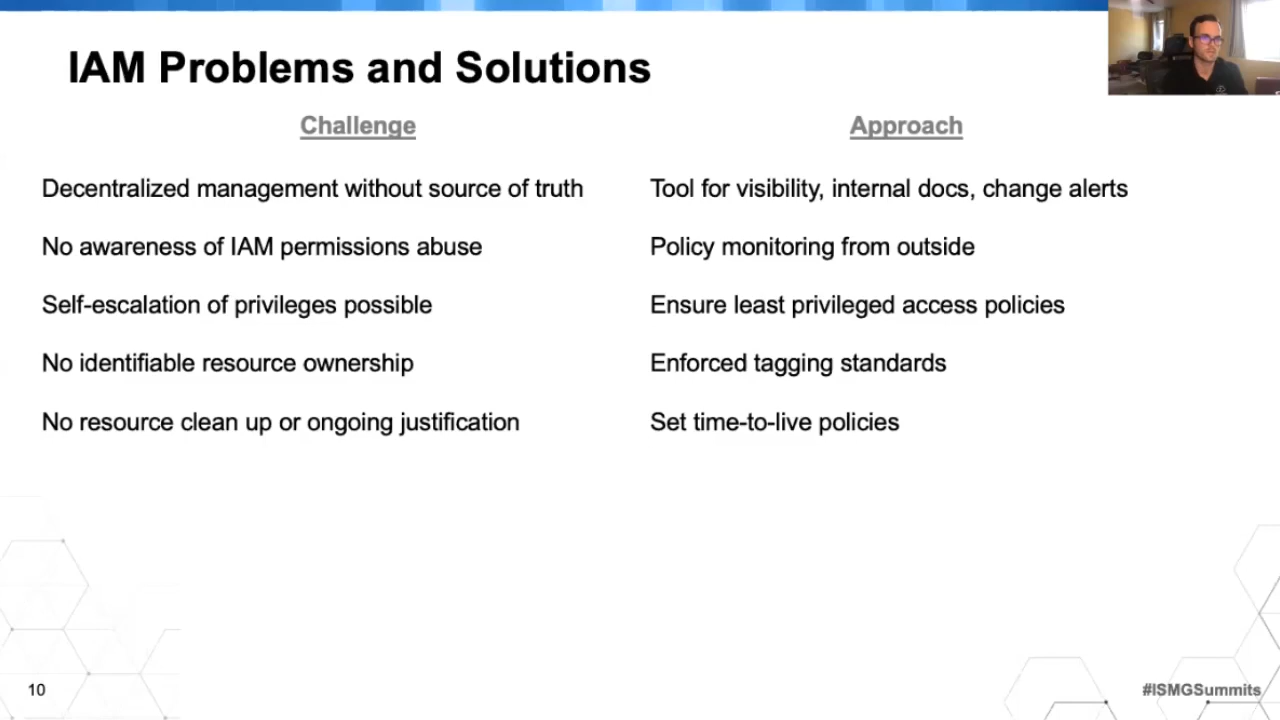 IAM Problems and Solutions
Challenge
Approach
Decentralized management without source of truth
Tool for visibility, internal docs, change alerts
No awareness of IAM permissions abuse
Policy monitoring from outside
Self-escalation of privileges possible
Ensure least privileged access policies
No identifiable resource ownership
Enforced tagging standards
No resource clean up or ongoing justification
Set time-to-live policies
10
#ISMGSummits